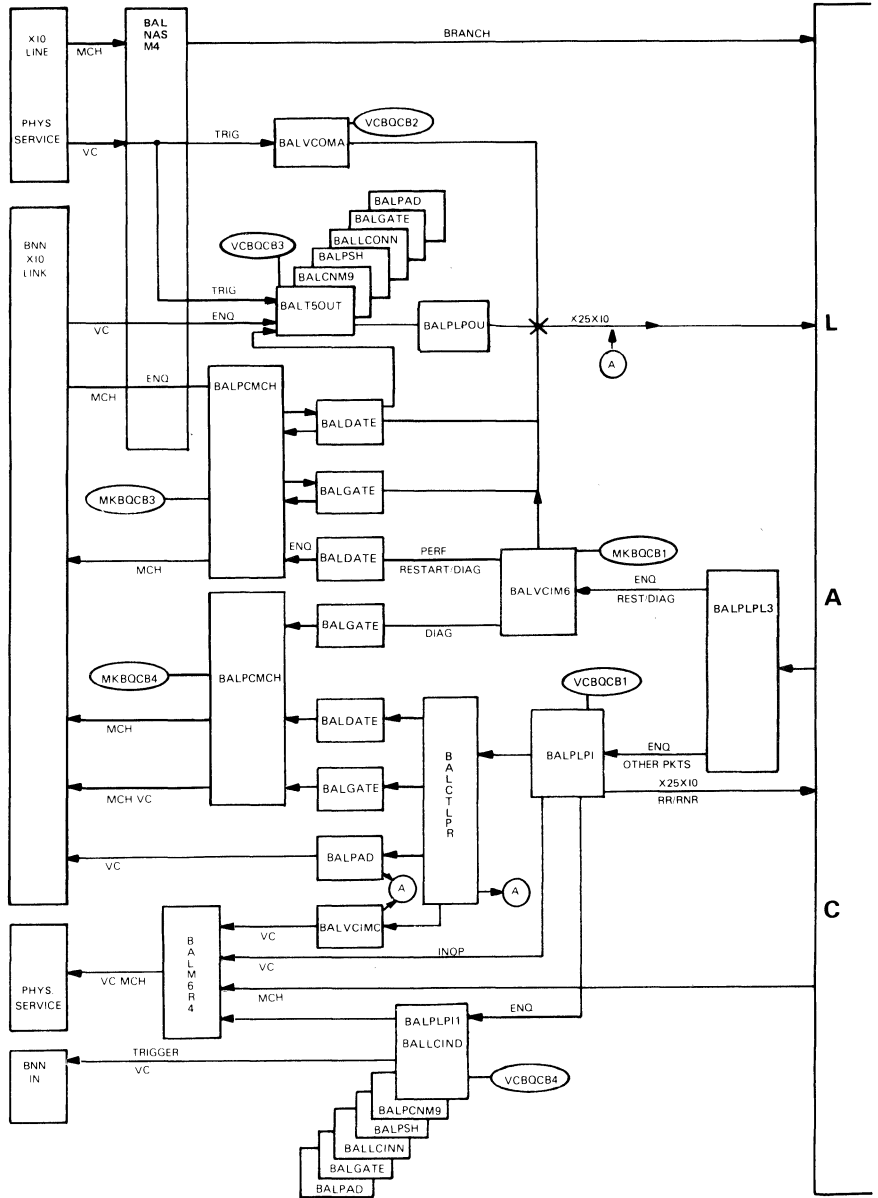 X10
LINE
MCH
BAL
NAS
M4
BRANCH
PHYS
SERVICE
VC
TRIG
BALVCOMA
VCBQCB2
BNN
X10
LINK
BALPAD
BALGATE
BALLCONN
BALPSH
BALCNM9
VCBQCB3
TRIG
ENQ
VC
BALT5OUT
BALPLPOU
X25X10
L
A
ENQ
MCH
BALPCMCH
BALDATE
MKBQCB3
BALGATE
MCH
ENQ
BALDATE
PERF
RESTART/DIAG
BALVCIM6
MKBQCB1
ENQ
REST/DIAG
BALPLPL3
A
BALGATE
DIAG
MKBQCB4
BALPCMCH
VCBQCB1
MCH
BALDATE
BALCTLPR
BALPLPI
ENQ
OTHER PKTS
X25X10
RR/RNR
MCH VC
BALGATE
VC
BALPAD
A
A
C
BALVCIMC
VC
BALM6R4
INOP
VC
PHYS
SERVICE
VC MCH
MCH
BALPLPI1
BALLCIND
ENQ
BNN
IN
TRIGGER
VC
VCBQCB4
BALPCNM9
BALPSH
BALLCINN
BALGATE
BALPAD